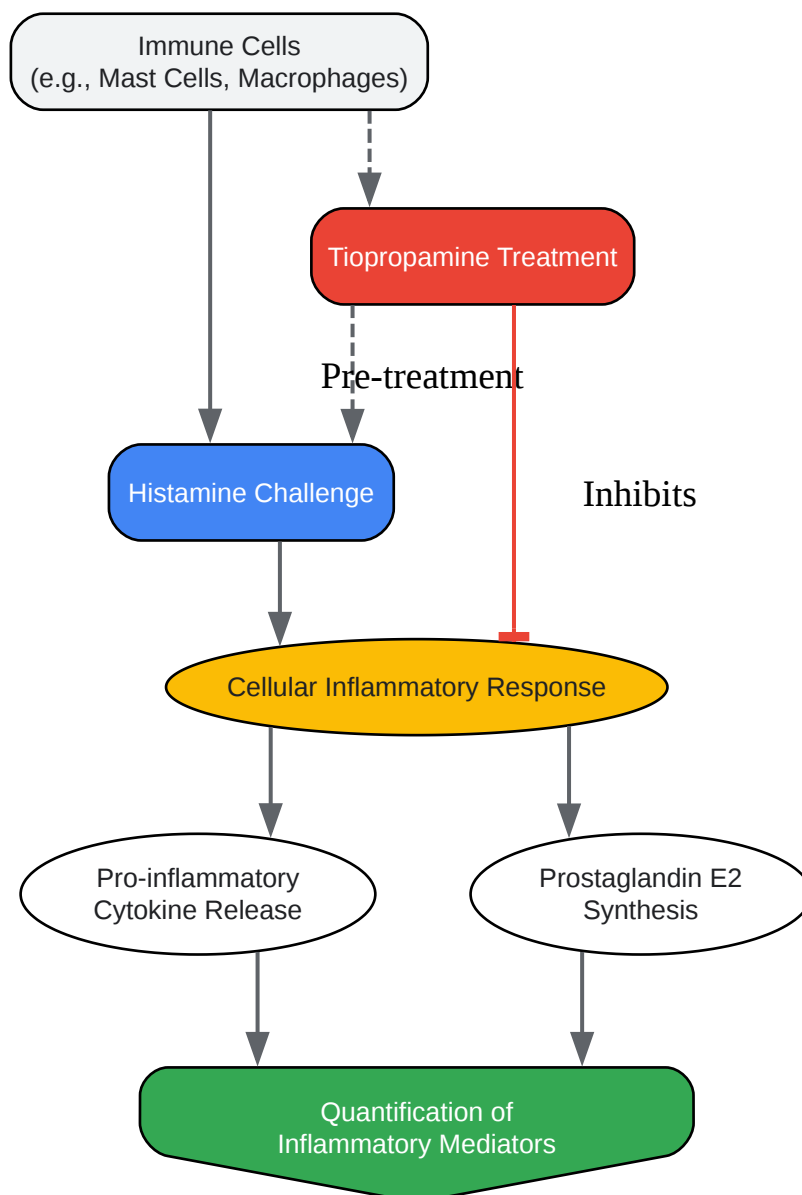 Immune Cells
(e.g., Mast Cells, Macrophages)
Tiopropamine Treatment
Pre-treatment
Histamine Challenge
Inhibits
Cellular Inflammatory Response
Pro-inflammatory
Cytokine Release
Prostaglandin E2
Synthesis
Quantification of
Inflammatory Mediators